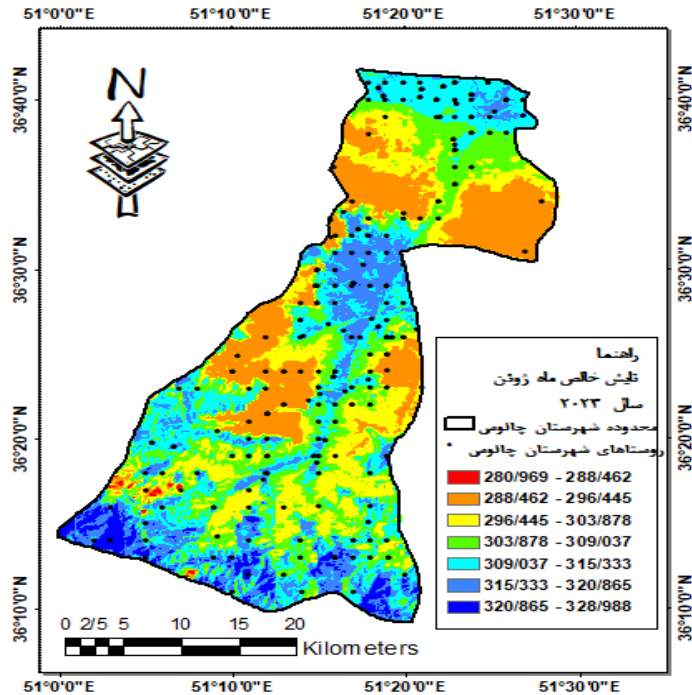 51°0'0"E 51°10'0"E 51°20'0"E 51°30'0"E
36°40'0"N
36°30'0"N
36°20'0"N
36°10'0"N
N
36°40'0"N
36°30'0"N
36°20'0"N
36°10'0"N
راهنما
تابش خالص ماه ژوئن
سال ۲۰۲۳
محدوده شهرستان چالوس
روستاهای شهرستان چالوس
280/969 - 288/462
288/462 - 296/445
296/445 - 303/878
303/878 - 309/037
309/037 - 315/333
315/333 - 320/865
320/865 - 328/988
0 2/5 5 10 15 20
Kilometers
51°0'0"E 51°10'0"E 51°20'0"E 51°30'0"E